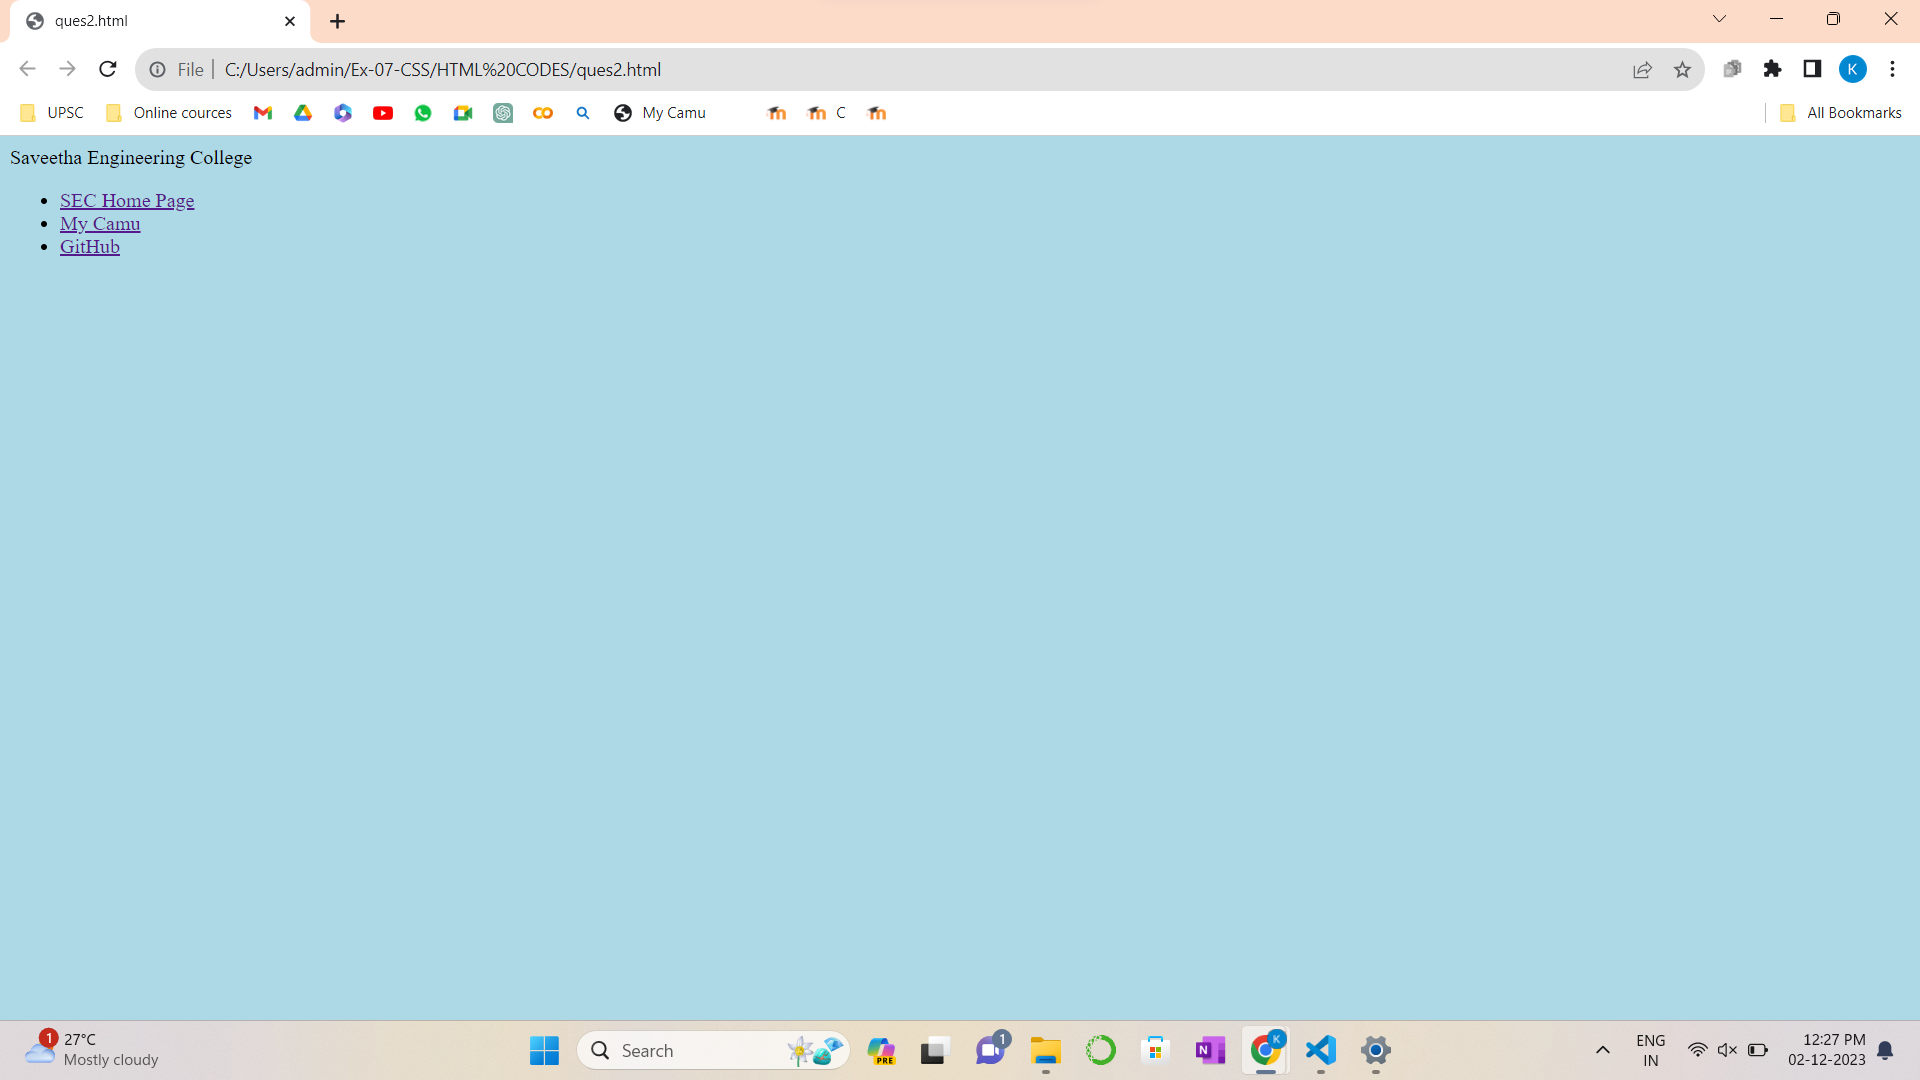 ques2.html
File C:/Users/admin/Ex-07-CSS/HTML%20CODES/ques2.html
K
UPSC Online cources My Camu C All Bookmarks
Saveetha Engineering College
SEC Home Page
My Camu
GitHub
1 27°C
Mostly cloudy
Search
PRE
1
N
K
ENG
IN
12:27 PM
02-12-2023